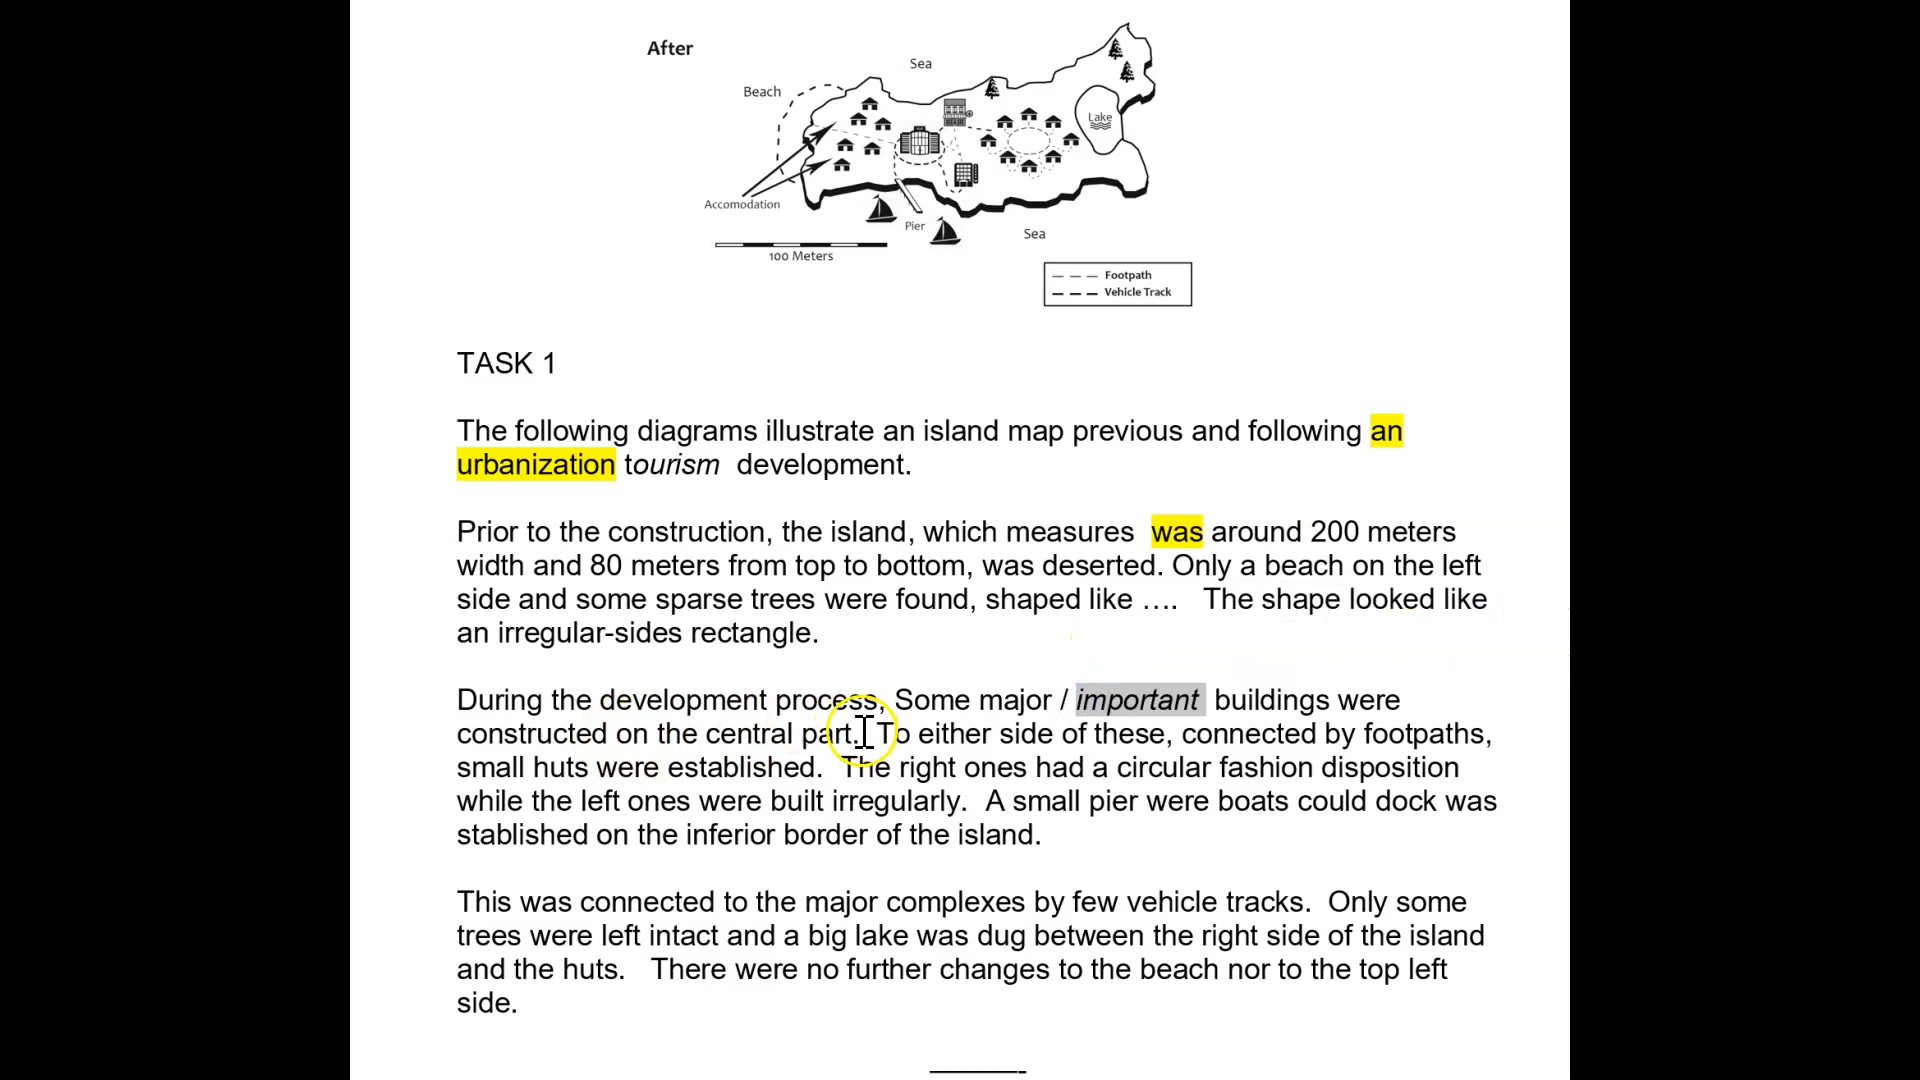 After
Sea
Beach
Lake
Accomodation
Pier
Sea
100 Meters
Footpath
Vehicle Track
TASK 1
The following diagrams illustrate an island map previous and following an
urbanization tourism development.
Prior to the construction, the island, which measures was around 200 meters
width and 80 meters from top to bottom, was deserted. Only a beach on the left
side and some sparse trees were found, shaped like …. The shape looked like
an irregular-sides rectangle.
During the development process, Some major / important buildings were
constructed on the central part. To either side of these, connected by footpaths,
small huts were established. The right ones had a circular fashion disposition
while the left ones were built irregularly. A small pier were boats could dock was
stablished on the inferior border of the island.
This was connected to the major complexes by few vehicle tracks. Only some
trees were left intact and a big lake was dug between the right side of the island
and the huts. There were no further changes to the beach nor to the top left
side.